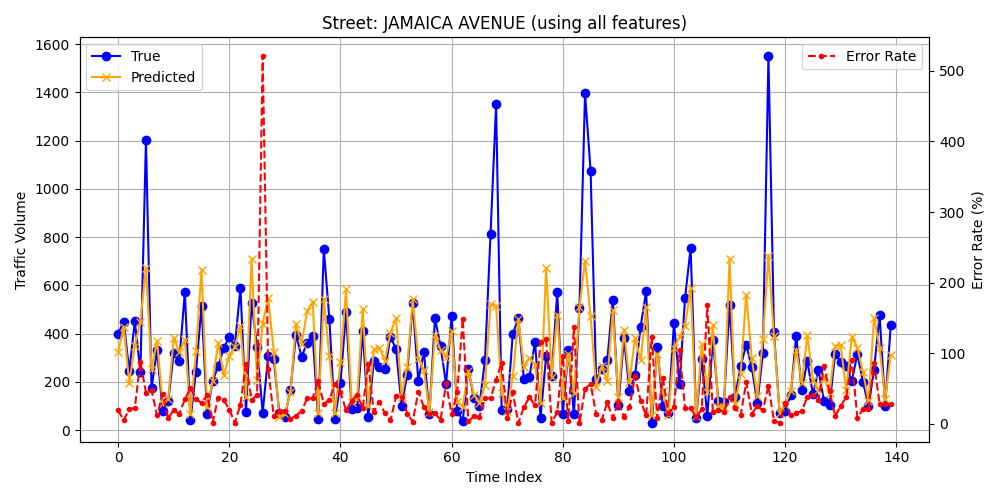 Street: JAMAICA AVENUE (using all features)
True
Predicted
Error Rate
1600
1400
1200
1000
800
600
400
200
0
Traffic Volume
500
400
300
200
100
0
Error Rate (%)
0 20 40 60 80 100 120 140
Time Index